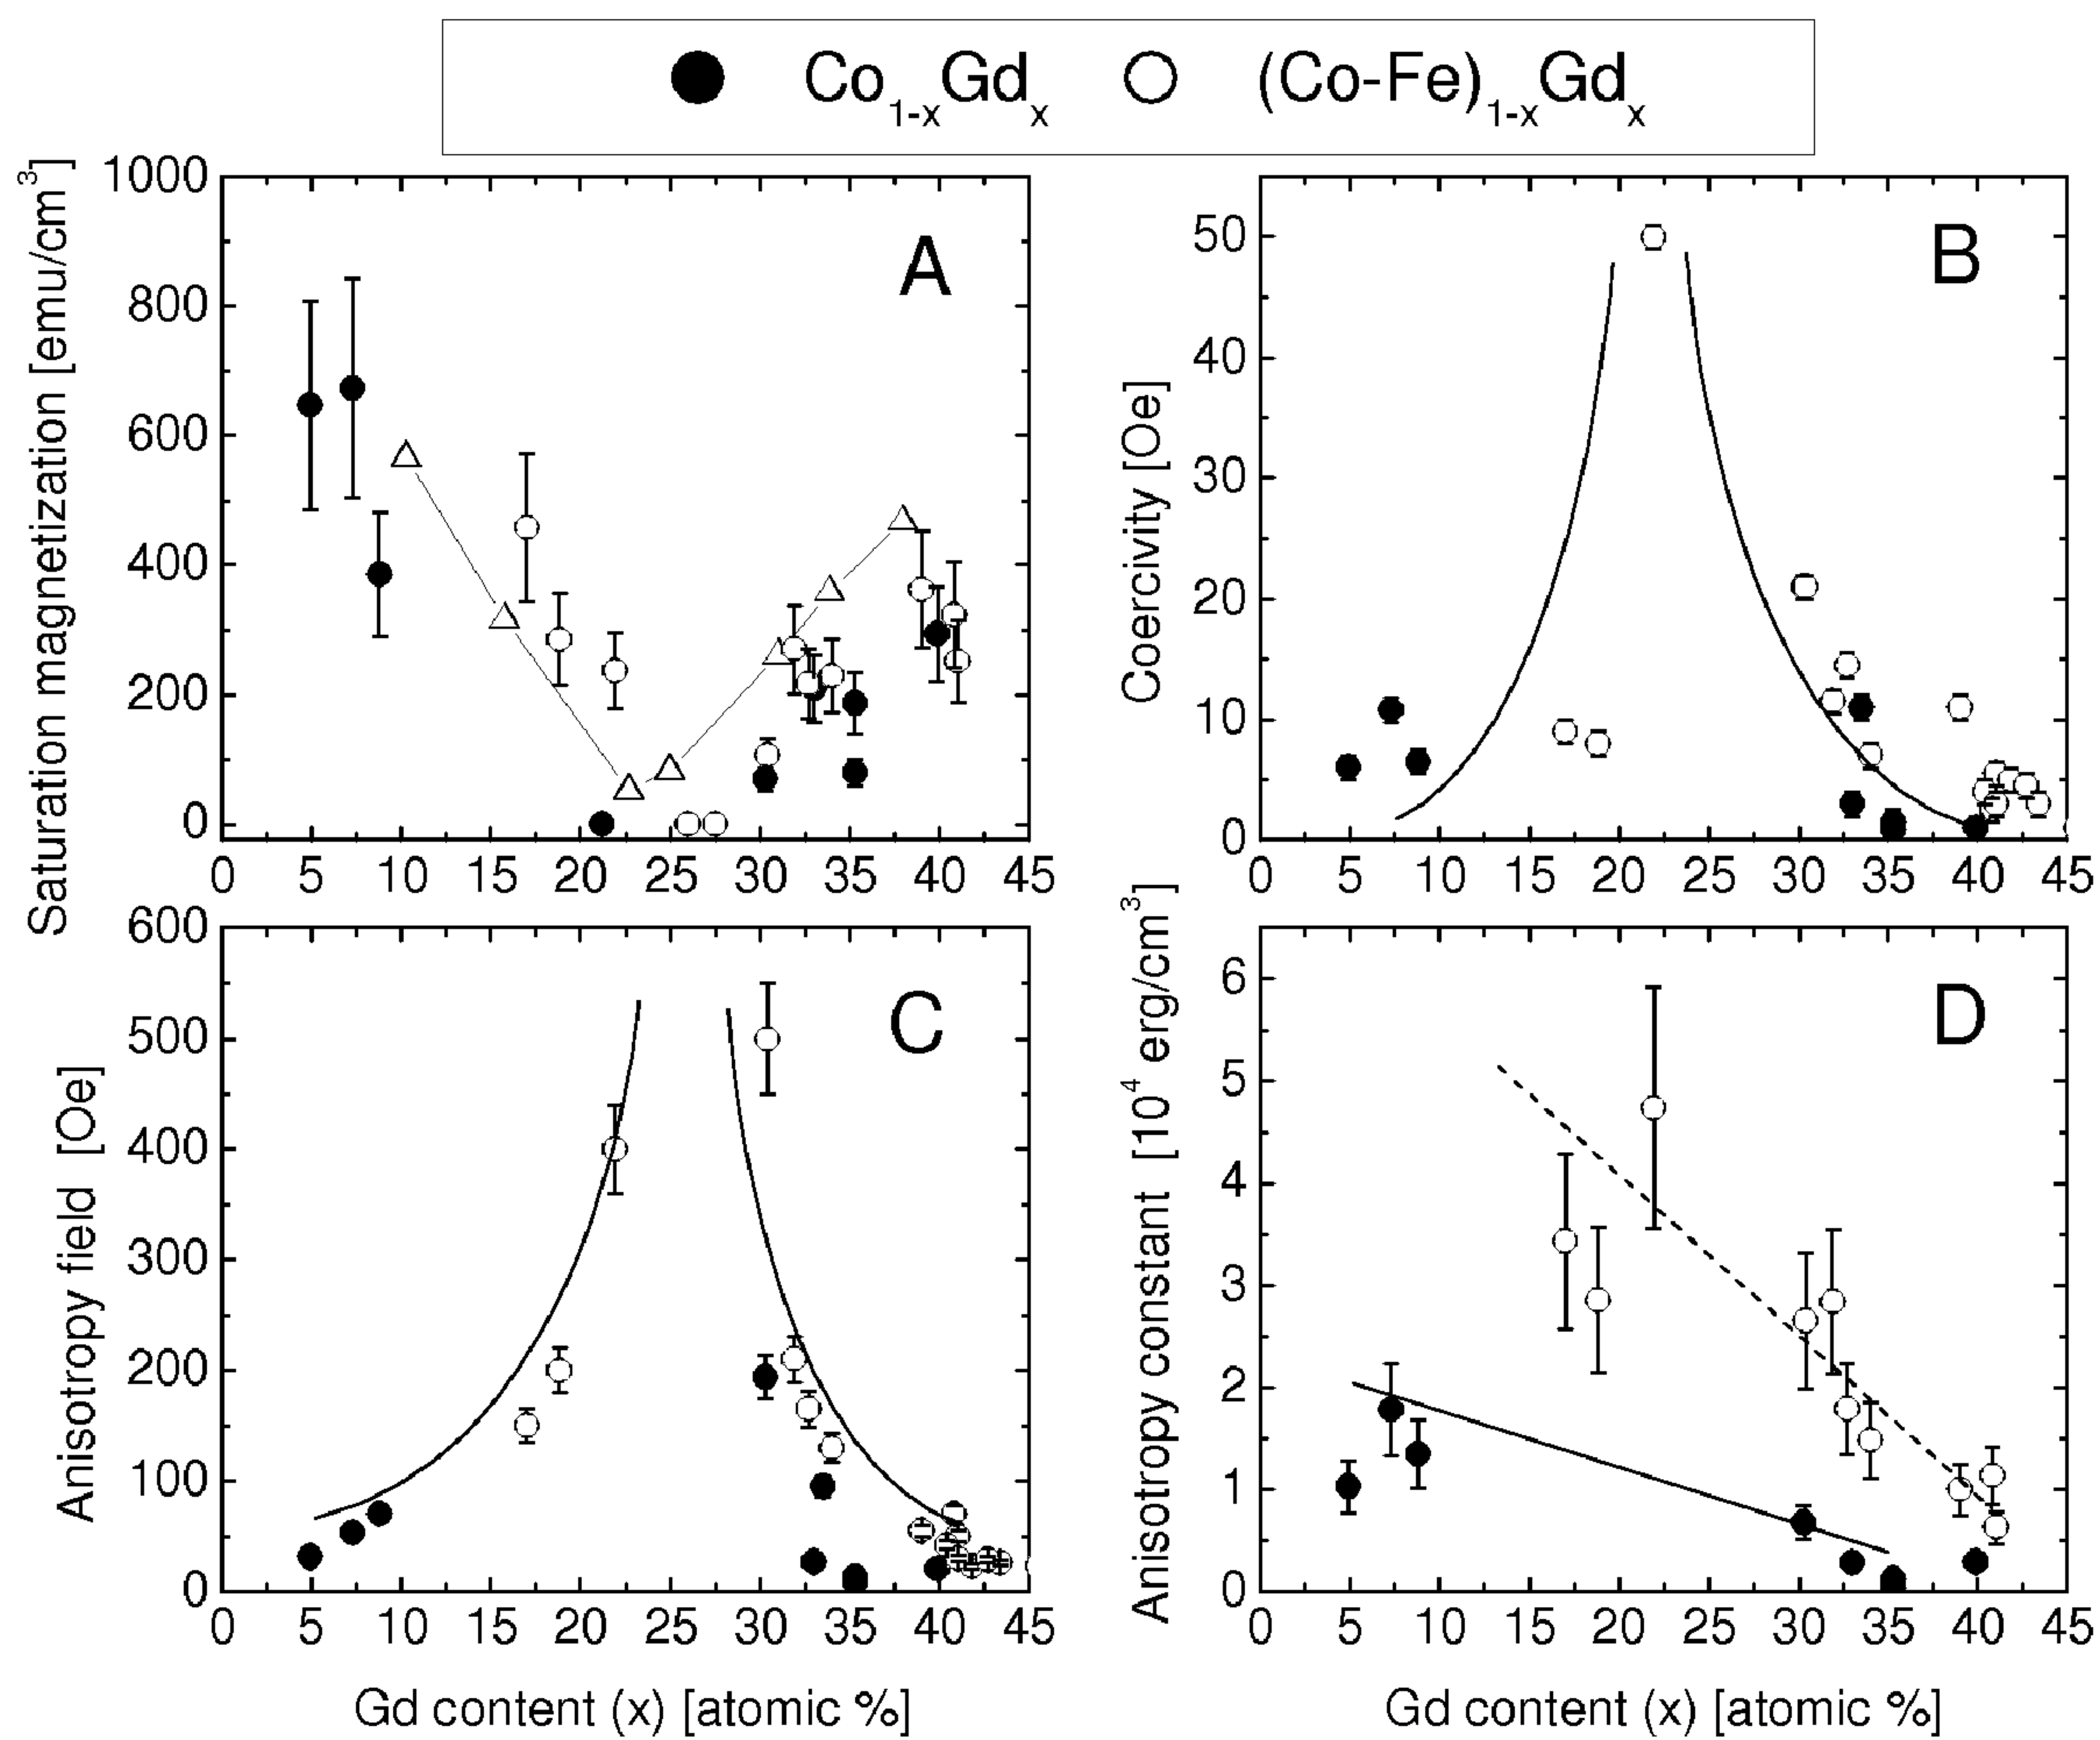 Co1-xGdx (Co-Fe)1-xGdx
A
Saturation magnetization [emu/cm3]
1000
800
600
400
200
0
0 5 10 15 20 25 30 35 40 45
B
Coercivity [Oe]
50
40
30
20
10
0
0 5 10 15 20 25 30 35 40 45
C
Anisotropy field [Oe]
600
500
400
300
200
100
0
0 5 10 15 20 25 30 35 40 45
Gd content (x) [atomic %]
D
Anisotropy constant [104 erg/cm3]
6
5
4
3
2
1
0
0 5 10 15 20 25 30 35 40 45
Gd content (x) [atomic %]